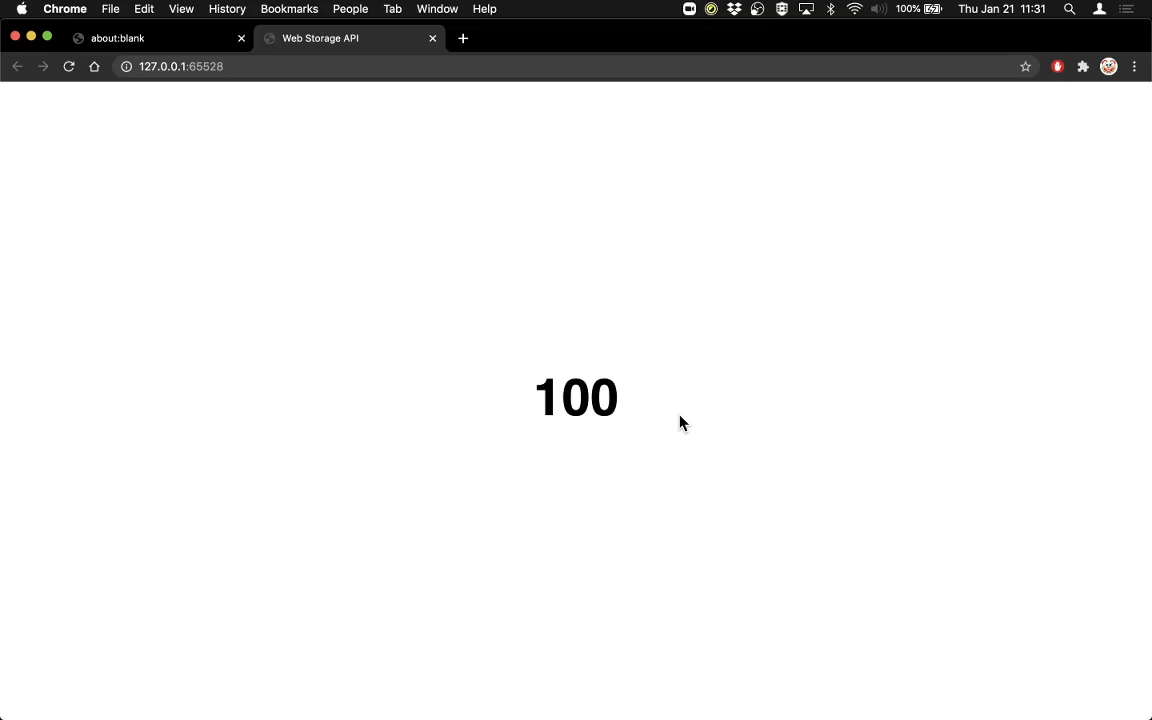 Chrome File Edit View History Bookmarks People Tab Window Help 100% Thu Jan 21 11:31
about:blank Web Storage API
127.0.0.1:65528
100